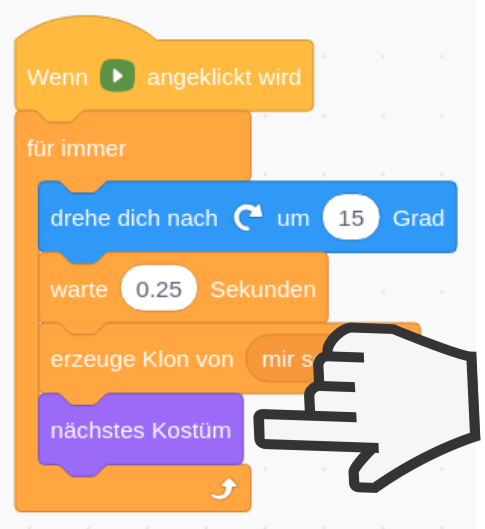 Wenn angeklickt wird
für immer
drehe dich nach um 15 Grad
warte 0.25 Sekunden
erzeuge Klon von mir
nächstes Kostüm